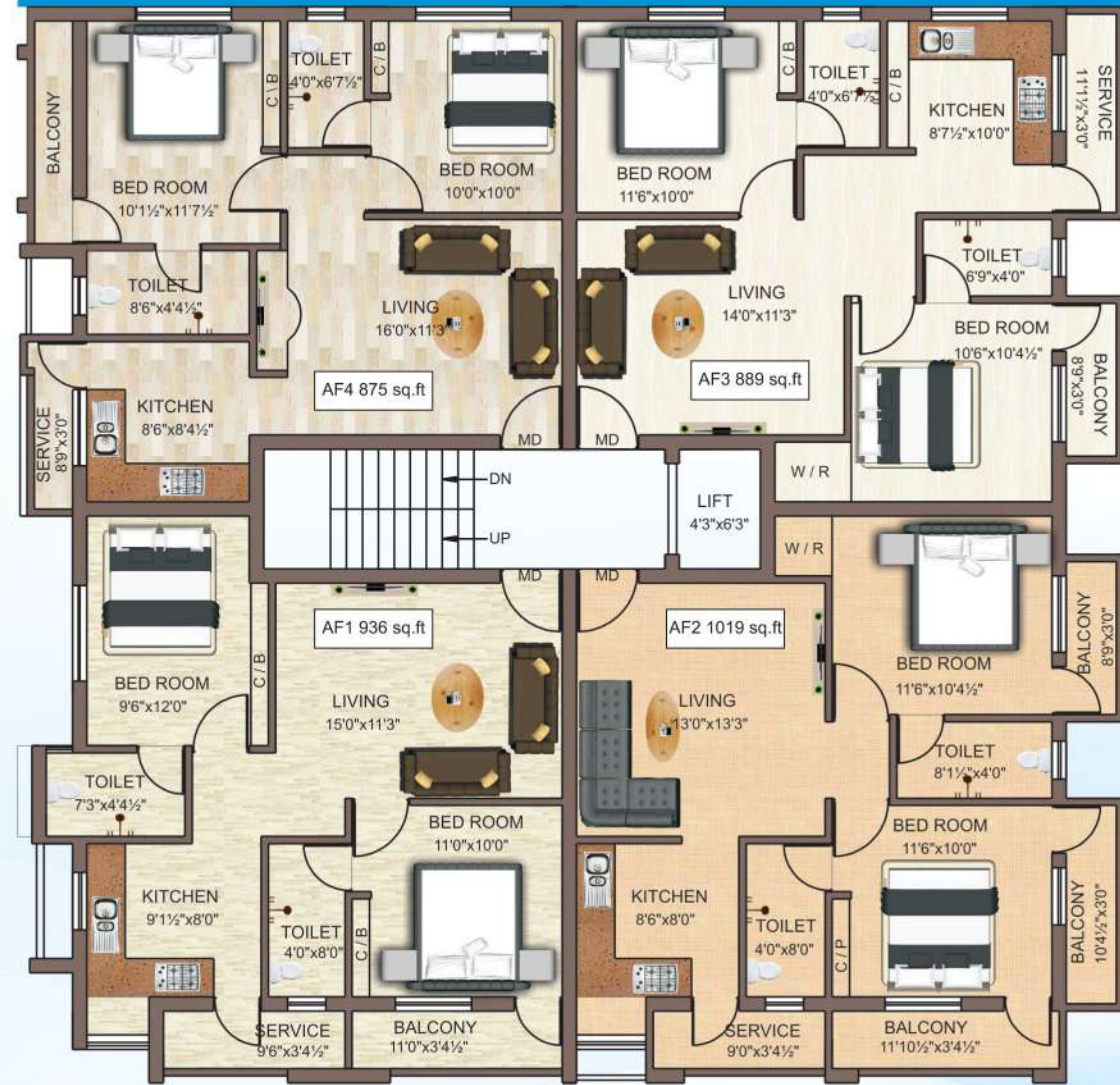 BALCONY
BED ROOM
10'1½"x11'7½"
C / B
TOILET
4'0"x6'7½"
C / B
BED ROOM
10'0"x10'0"
TOILET
8'6"x4'4½"
LIVING
16'0"x11'3"
AF4 875 sq.ft
KITCHEN
8'6"x8'4½"
SERVICE
8'9"x3'0"
MD
BED ROOM
11'6"x10'0"
C / B
TOILET
4'0"x6'7½"
C / B
KITCHEN
8'7½"x10'0"
SERVICE
11'1½"x3'0"
LIVING
14'0"x11'3"
AF3 889 sq.ft
TOILET
6'9"x4'0"
BED ROOM
10'6"x10'4½"
BALCONY
8'9"x3'0"
MD
W / R
DN
UP
LIFT
4'3"x6'3"
MD
AF1 936 sq.ft
BED ROOM
9'6"x12'0"
C / B
LIVING
15'0"x11'3"
TOILET
7'3"x4'4½"
BED ROOM
11'0"x10'0"
KITCHEN
9'1½"x8'0"
TOILET
4'0"x8'0"
C / B
SERVICE
9'6"x3'4½"
BALCONY
11'0"x3'4½"
MD
W / R
AF2 1019 sq.ft
BED ROOM
11'6"x10'4½"
BALCONY
8'9"x3'0"
LIVING
13'0"x13'3"
TOILET
8'1½"x4'0"
BED ROOM
11'6"x10'0"
KITCHEN
8'6"x8'0"
TOILET
4'0"x8'0"
C / P
BALCONY
10'4½"x3'0"
SERVICE
9'0"x3'4½"
BALCONY
11'10½"x3'4½"